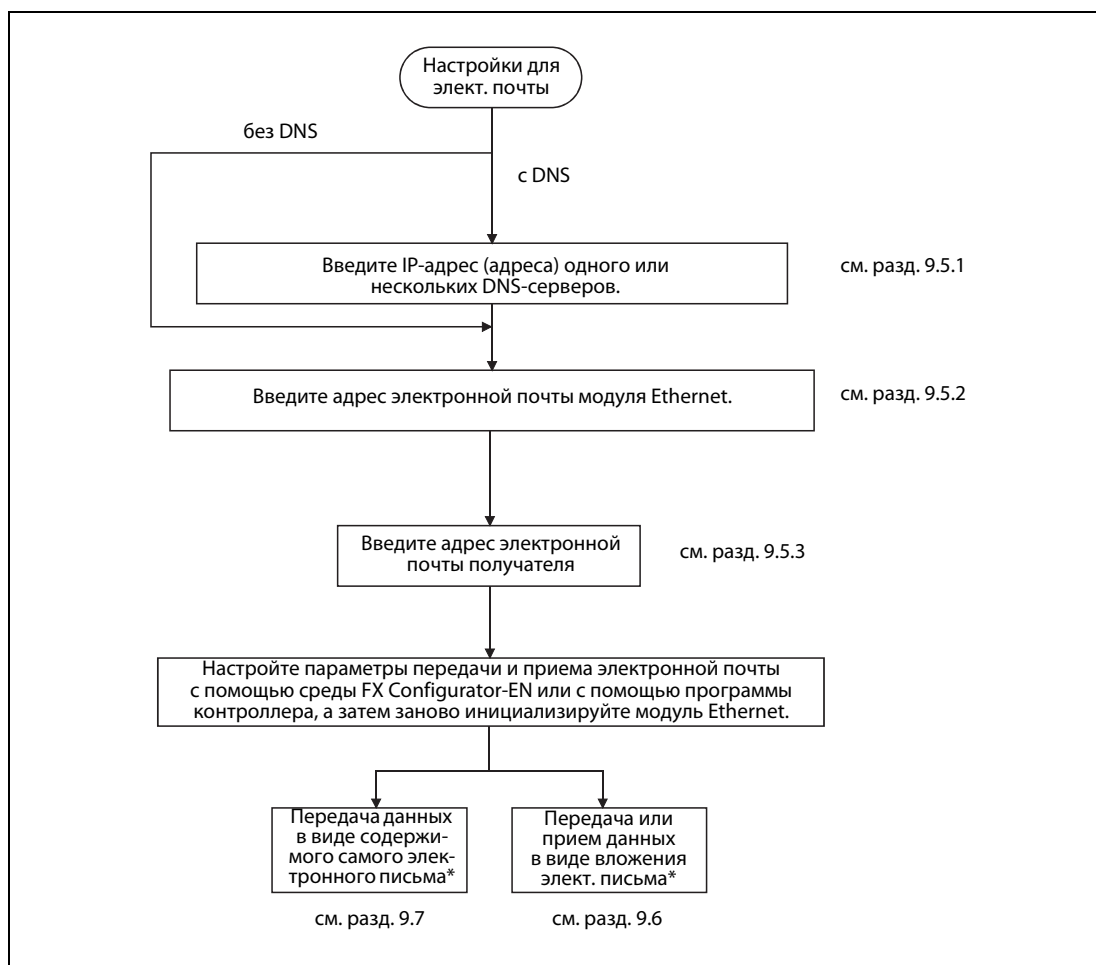 Настройки для
элект. почты
без DNS
с DNS
Введите IP-адрес (адреса) одного или
нескольких DNS-серверов.
см. разд. 9.5.1
Введите адрес электронной почты модуля Ethernet.
см. разд. 9.5.2
Введите адрес электронной
почты получателя
см. разд. 9.5.3
Настройте параметры передачи и приема электронной почты
с помощью среды FX Configurator-EN или с помощью программы
контроллера, а затем заново инициализируйте модуль Ethernet.
Передача данных
в виде содержи-
мого самого элек-
тронного письма*
см. разд. 9.7
Передача или
прием данных
в виде вложения
элект. письма*
см. разд. 9.6